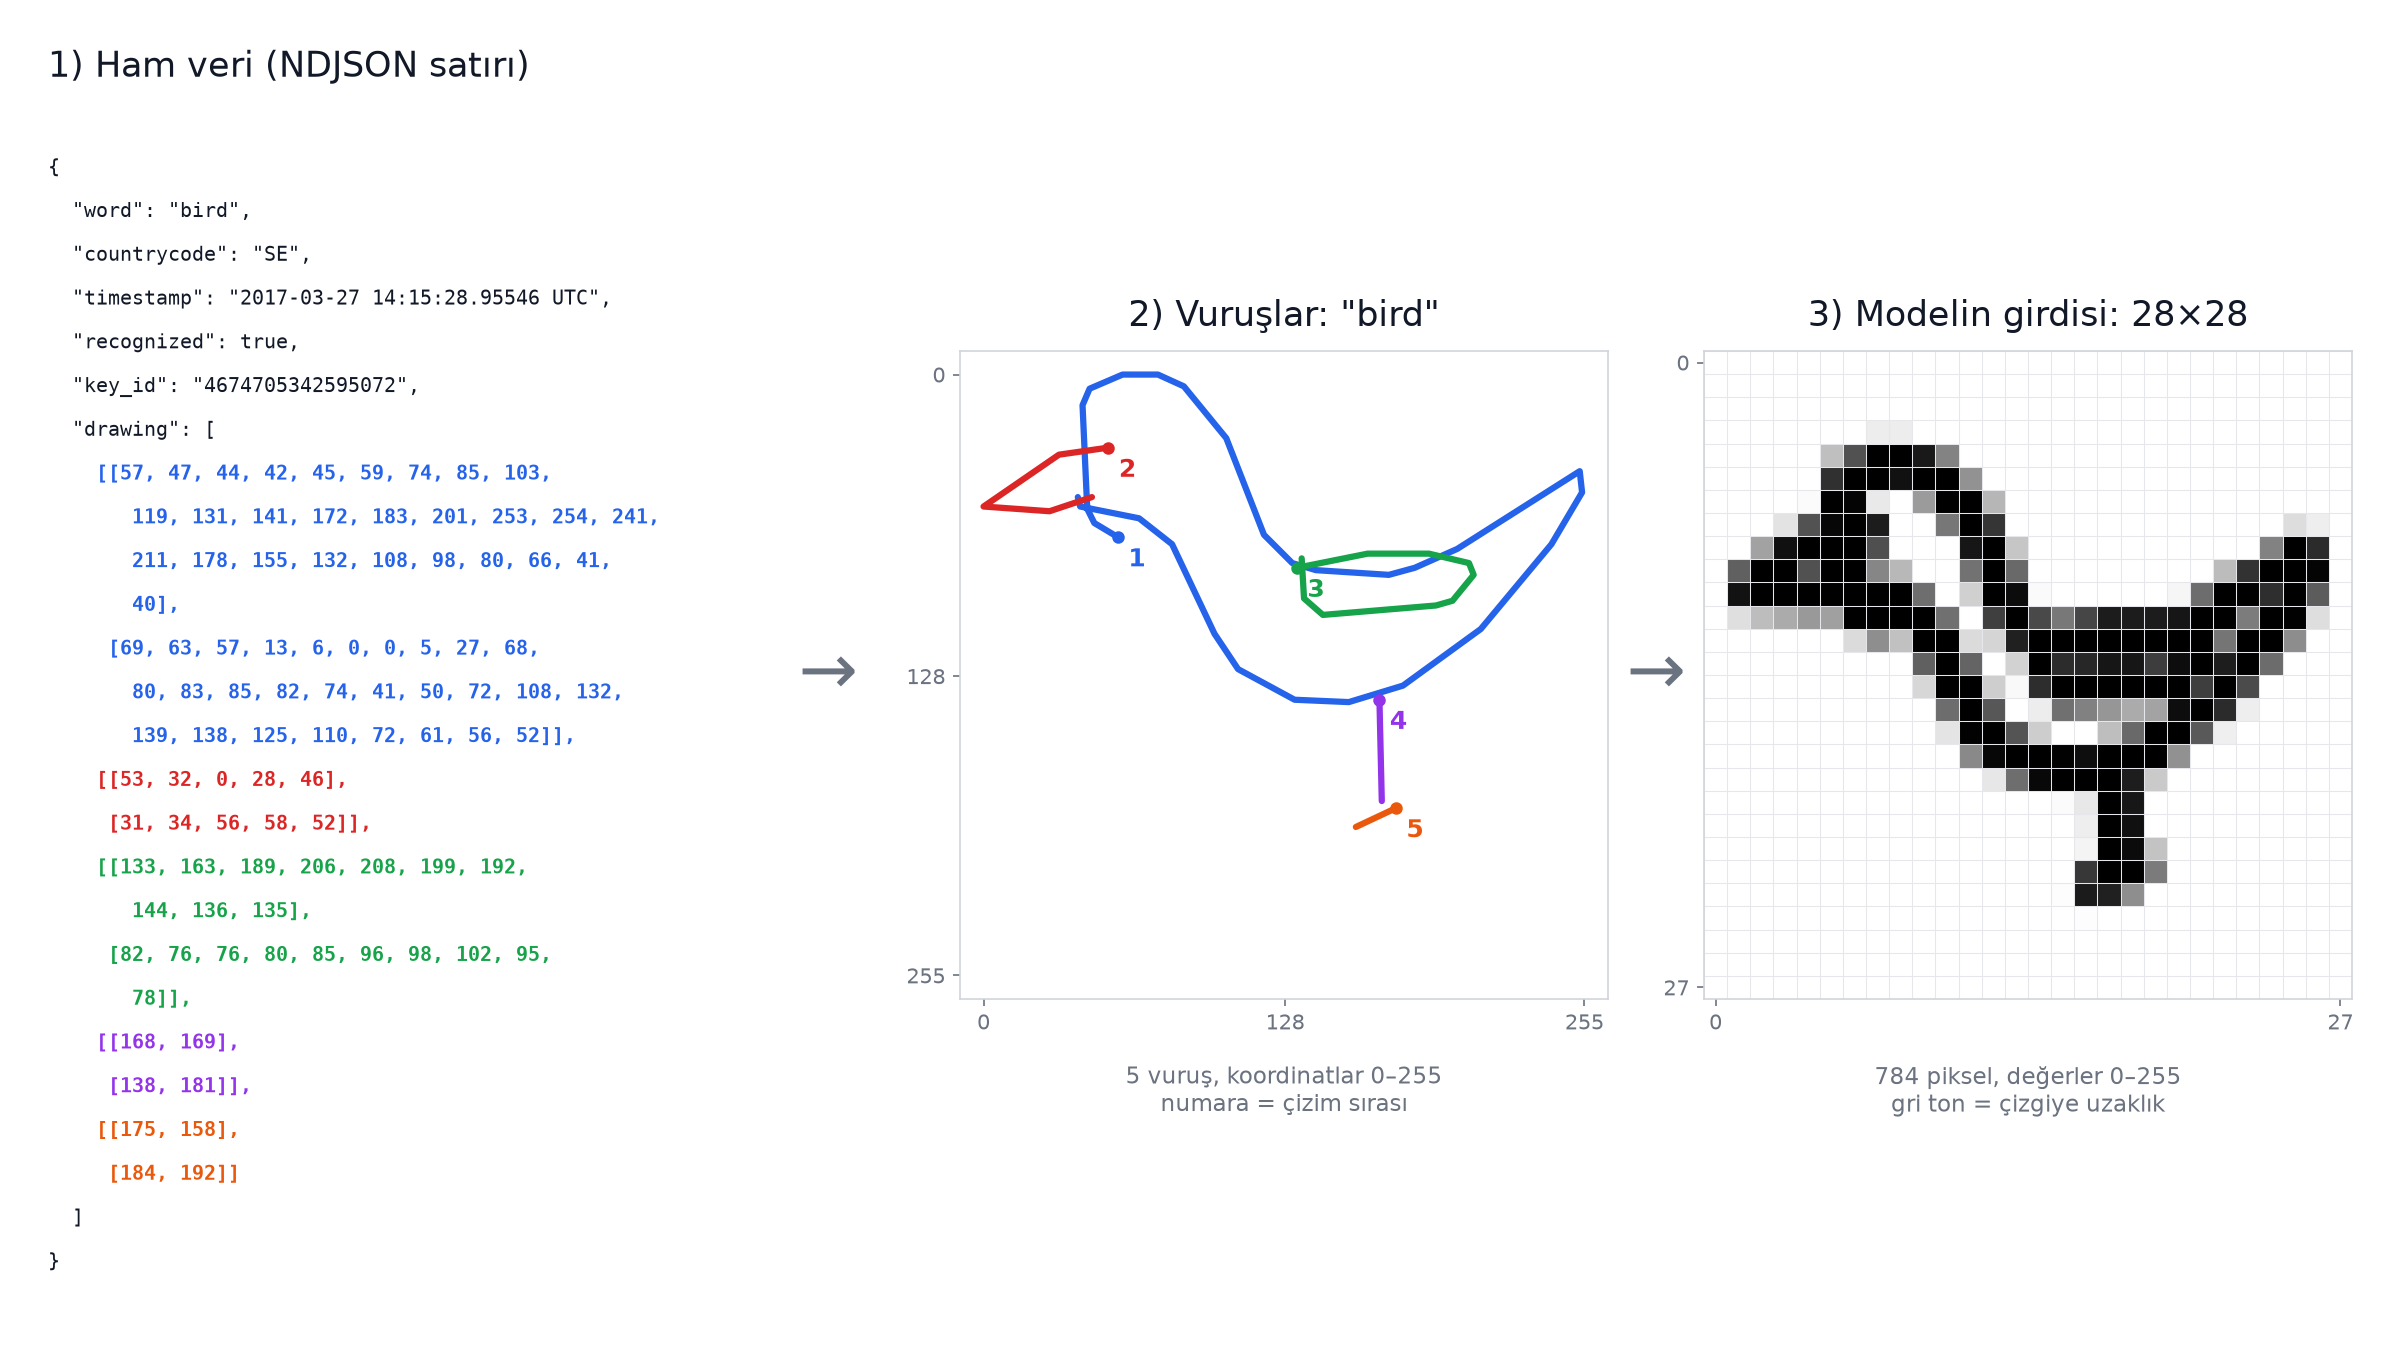 1) Ham veri (NDJSON satırı)
{
"word": "bird",
"countrycode": "SE",
"timestamp": "2017-03-27 14:15:28.95546 UTC",
"recognized": true,
"key_id": "4674705342595072",
"drawing": [
[[57, 47, 44, 42, 45, 59, 74, 85, 103,
119, 131, 141, 172, 183, 201, 253, 254, 241,
211, 178, 155, 132, 108, 98, 80, 66, 41,
40],
[69, 63, 57, 13, 6, 0, 0, 5, 27, 68,
80, 83, 85, 82, 74, 41, 50, 72, 108, 132,
139, 138, 125, 110, 72, 61, 56, 52]],
[[53, 32, 0, 28, 46],
[31, 34, 56, 58, 52]],
[[133, 163, 189, 206, 208, 199, 192,
144, 136, 135],
[82, 76, 76, 80, 85, 96, 98, 102, 95,
78]],
[[168, 169],
[138, 181]],
[[175, 158],
[184, 192]]
]
}
→
2) Vuruşlar: "bird"
0
128
255
1
2
3
4
5
0 128 255
5 vuruş, koordinatlar 0–255
numara = çizim sırası
→
3) Modelin girdisi: 28×28
0
27
0 27
784 piksel, değerler 0–255
gri ton = çizgiye uzaklık